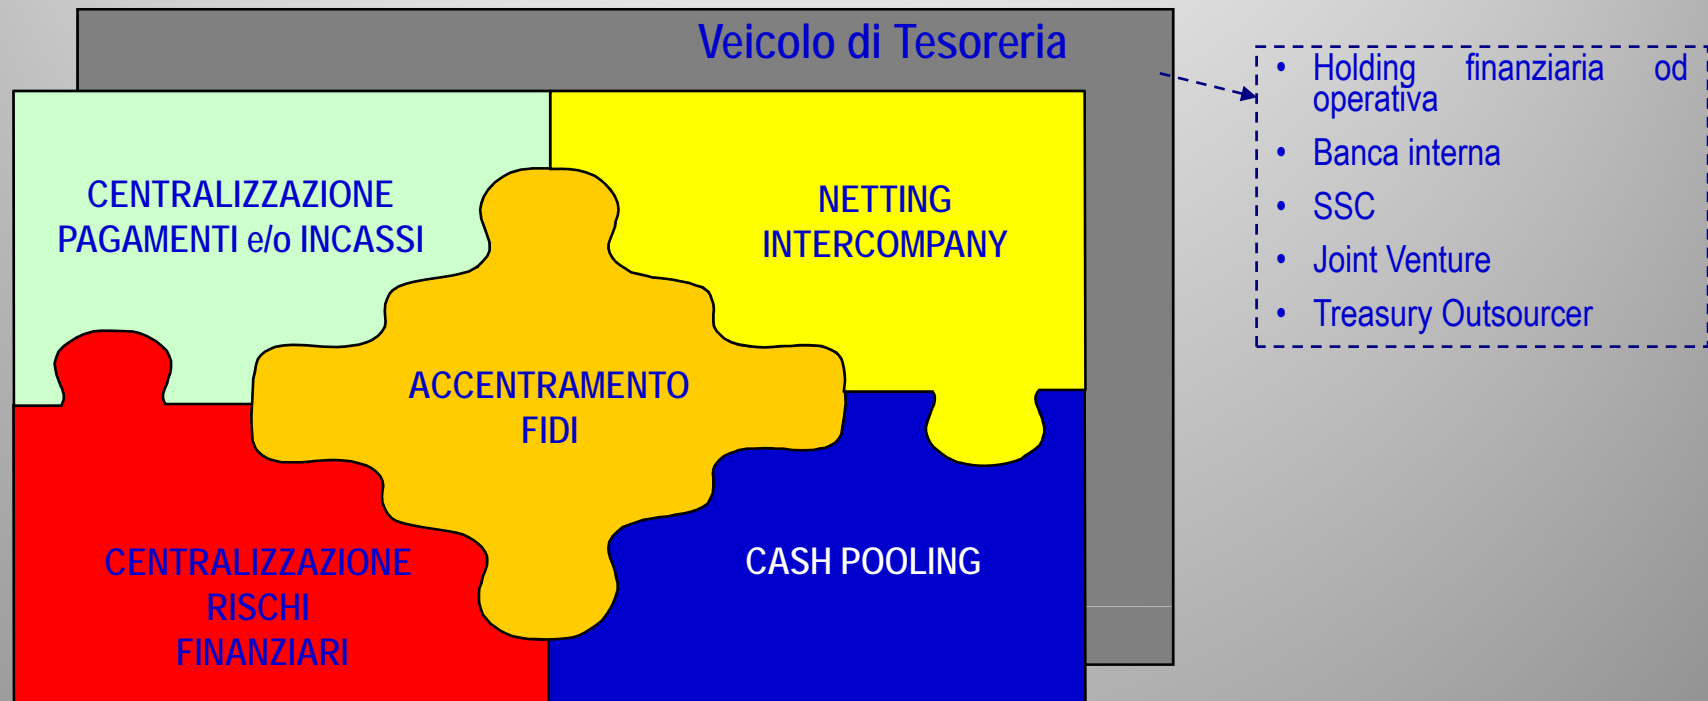 Veicolo di Tesoreria
• Holding finanziaria od
operativa
• Banca interna
• SSC
• Joint Venture
• Treasury Outsourcer
CENTRALIZZAZIONE
PAGAMENTI e/o INCASSI
NETTING
INTERCOMPANY
ACCENTRAMENTO
FIDI
CENTRALIZZAZIONE
RISCHI
FINANZIARI
CASH POOLING